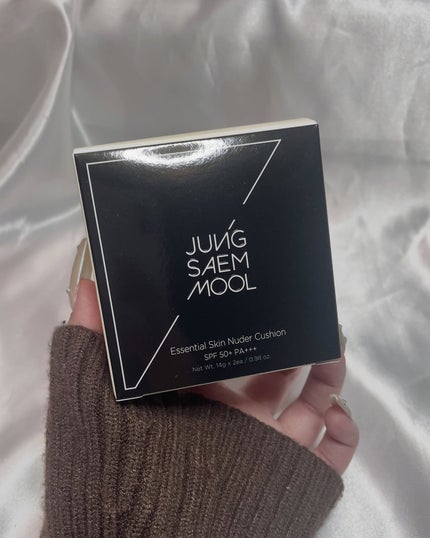 JUNG
SAEM
MOOL
Essential Skin Nuder Cushion
SPF 50+ PA+++
Net Wt. 14g x 2ea / 0.98 oz.